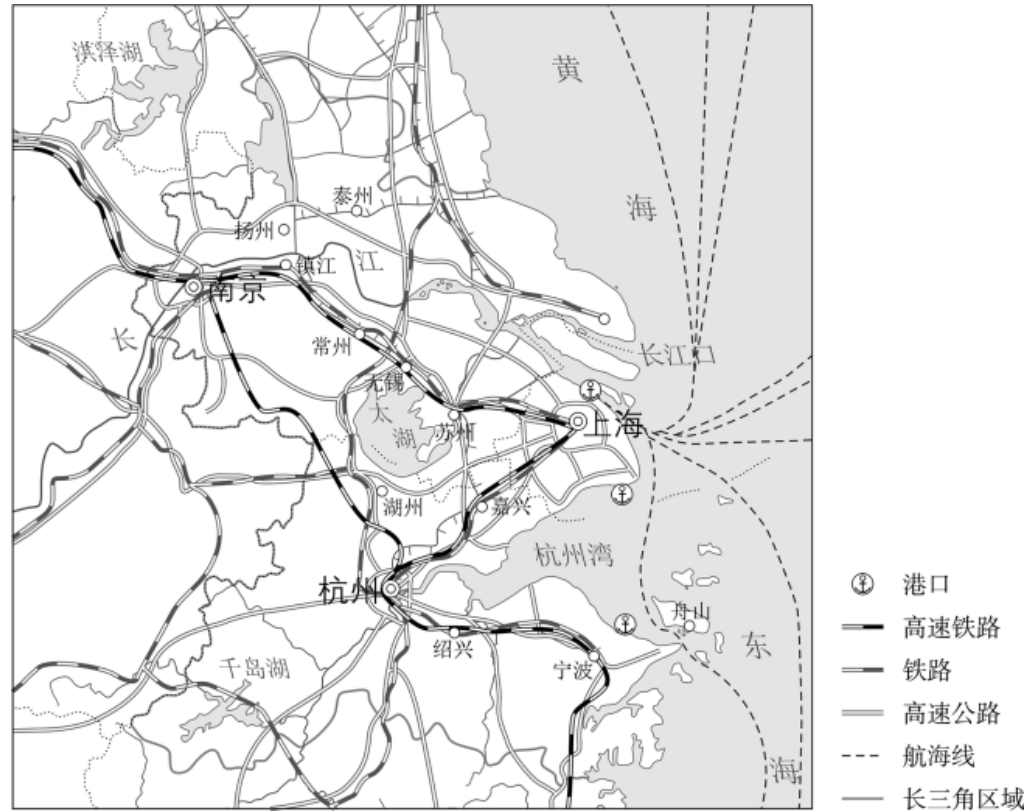 洪泽湖
黄
海
泰州
扬州
镇江
江
南京
长
常州
长江口
无锡
太
湖
苏州
上海
湖州
嘉兴
杭州湾
杭州
舟山
绍兴
宁波
东
千岛湖
海
港口
高速铁路
铁路
高速公路
航海线
长三角区域